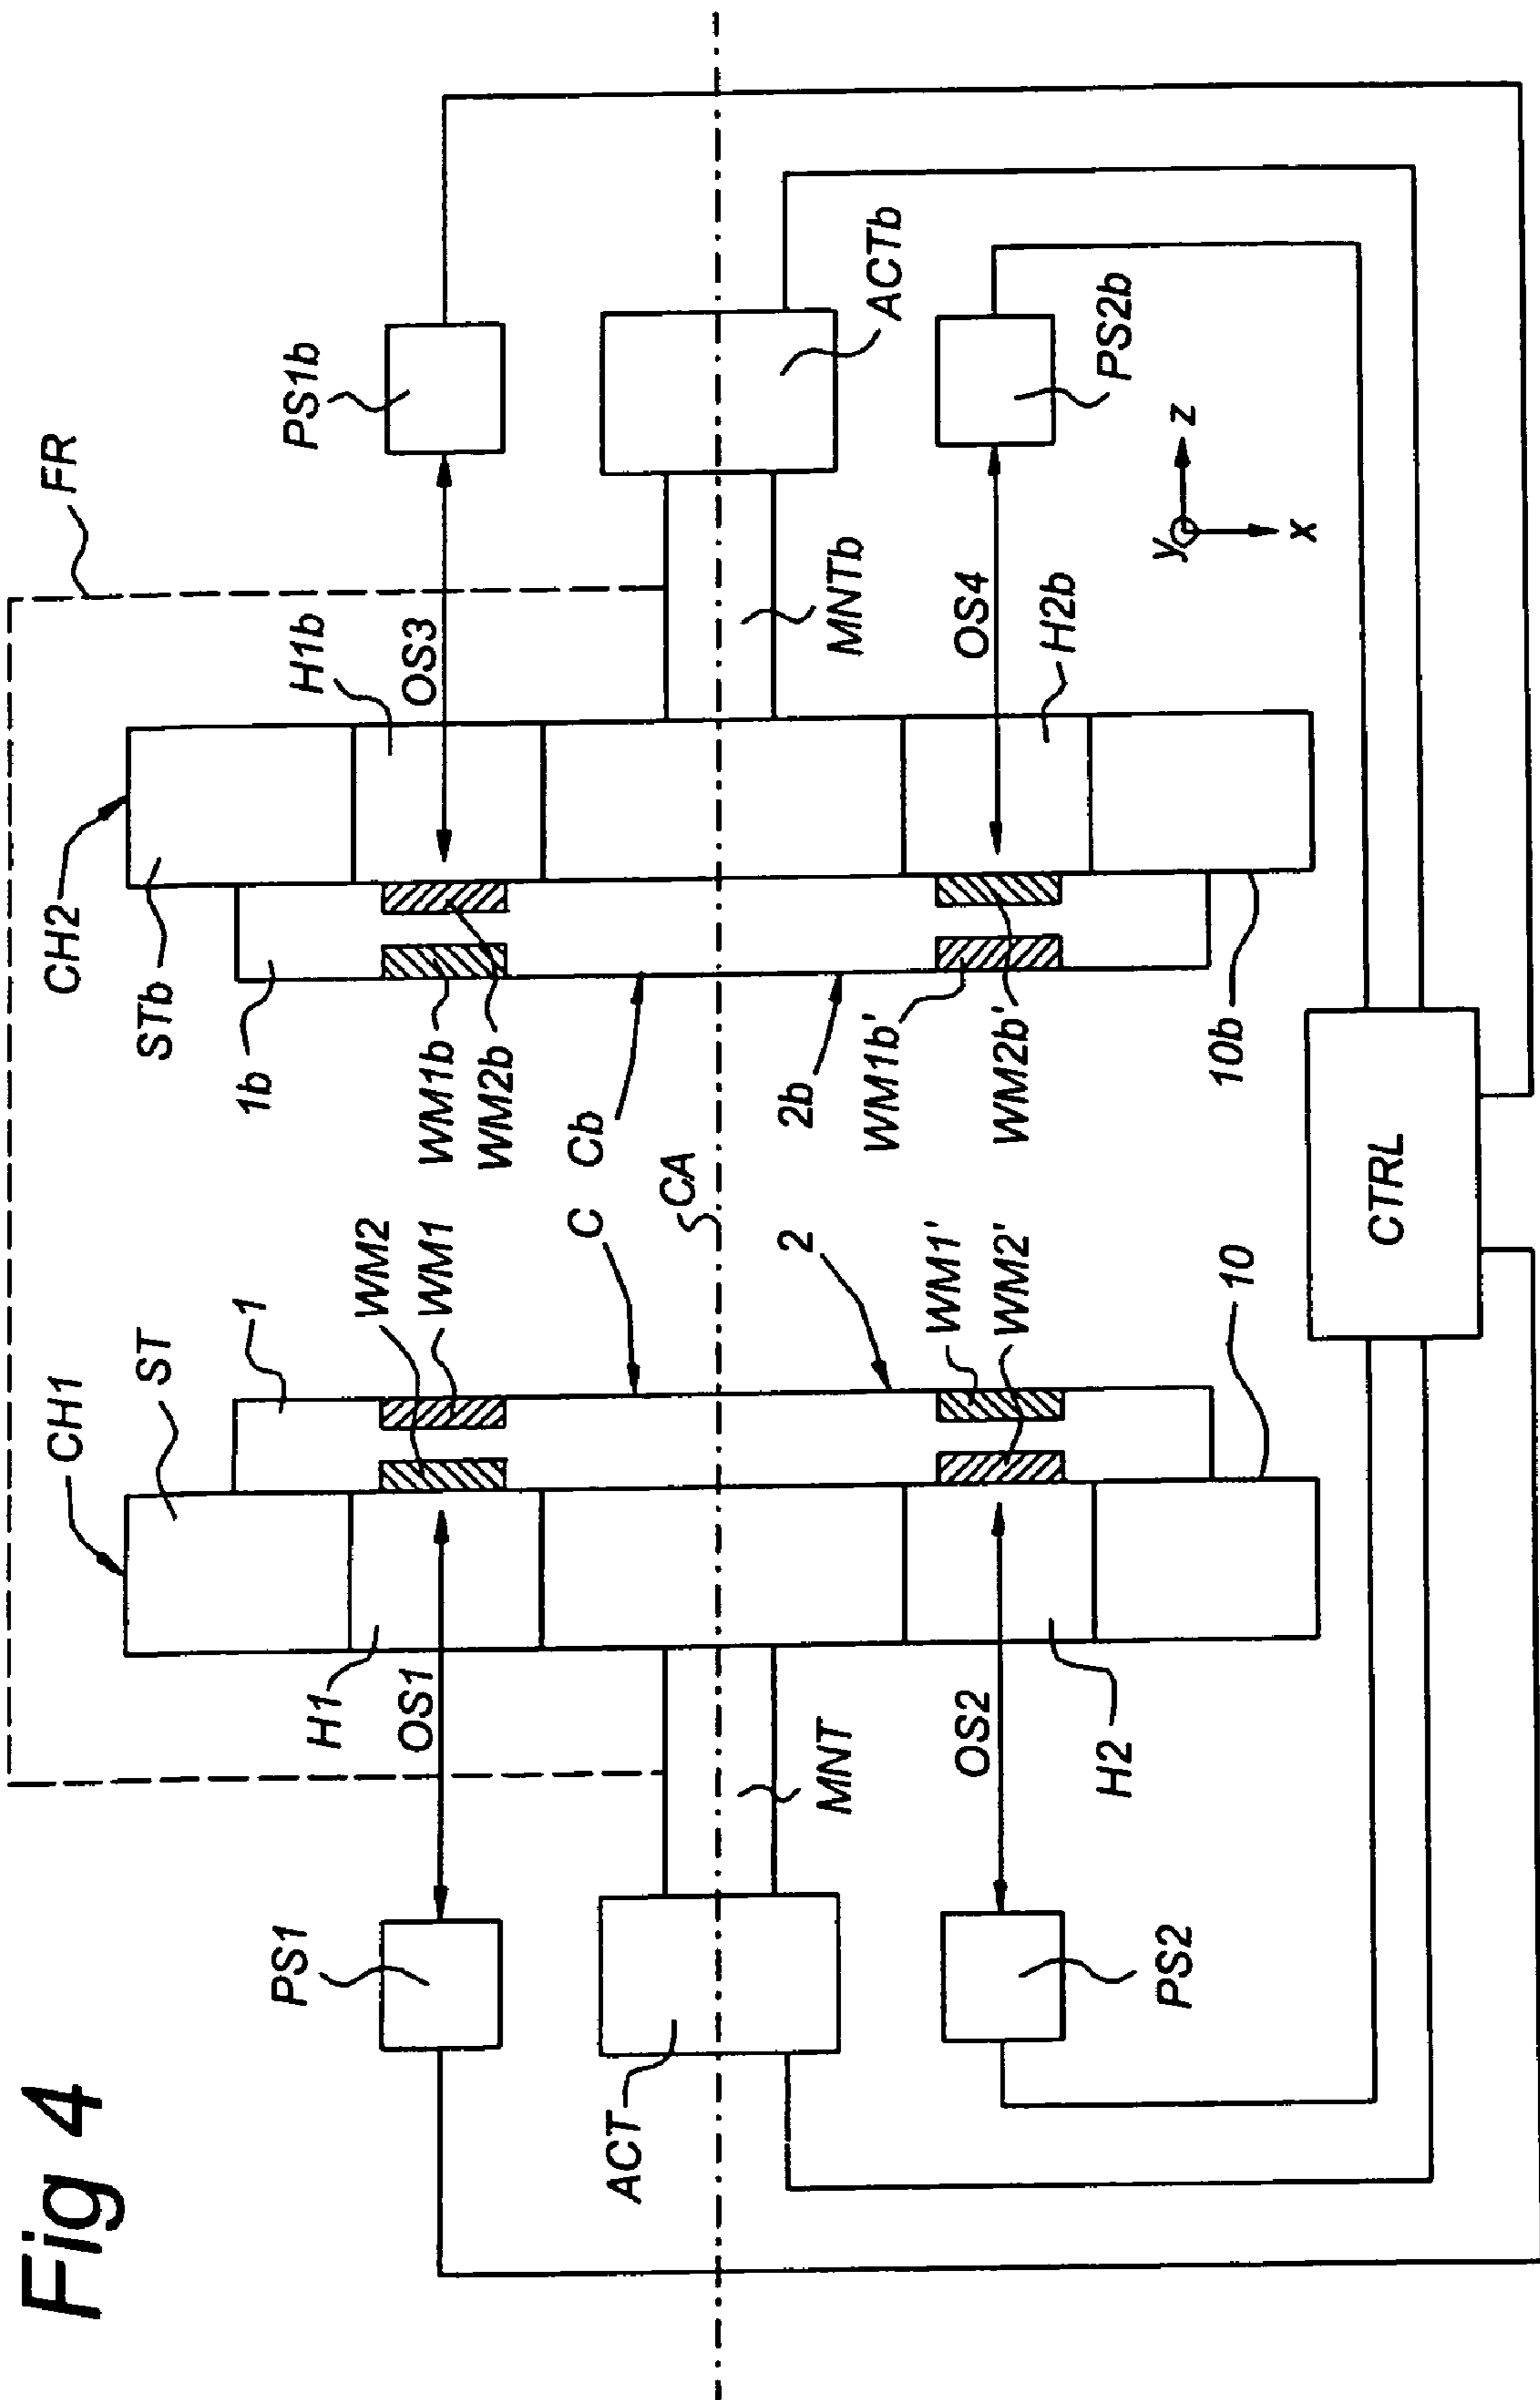 Fig 4
FR
CH1
ST
1
CH2
STb
1b
PS1
H1
OS1
WM2
WM1
WM1b
WM2b
H1b
OS3
PS1b
ACT
C
Cb
CA
MNT
MNTb
ACTb
2
2b
OS2
WM1'
WM2'
WM1b'
WM2b'
OS4
H2b
PS2b
PS2
H2
10
10b
y
z
x
CTRL